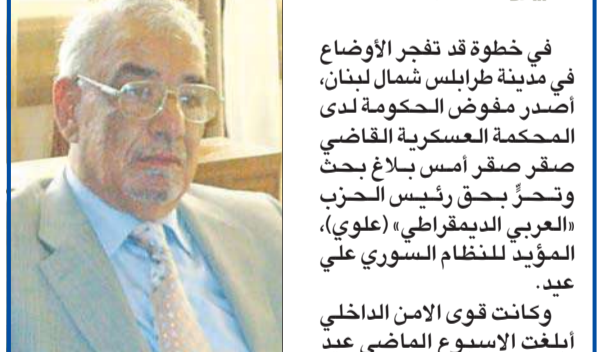 في خطوة قد تفجر الأوضاع
في مدينة طرابلس شمال لبنان،
أصدر مفوض الحكومة لدى
المحكمة العسكرية القاضي
صقر صقر أمس بلاغ بحث
وتحرٍّ بحق رئيس الحزب
«العربي الديمقراطي» (علوي)،
المؤيد للنظام السوري علي
عيد.
وكانت قوى الامن الداخلي
أبلغت الاسبوع الماضي عيد